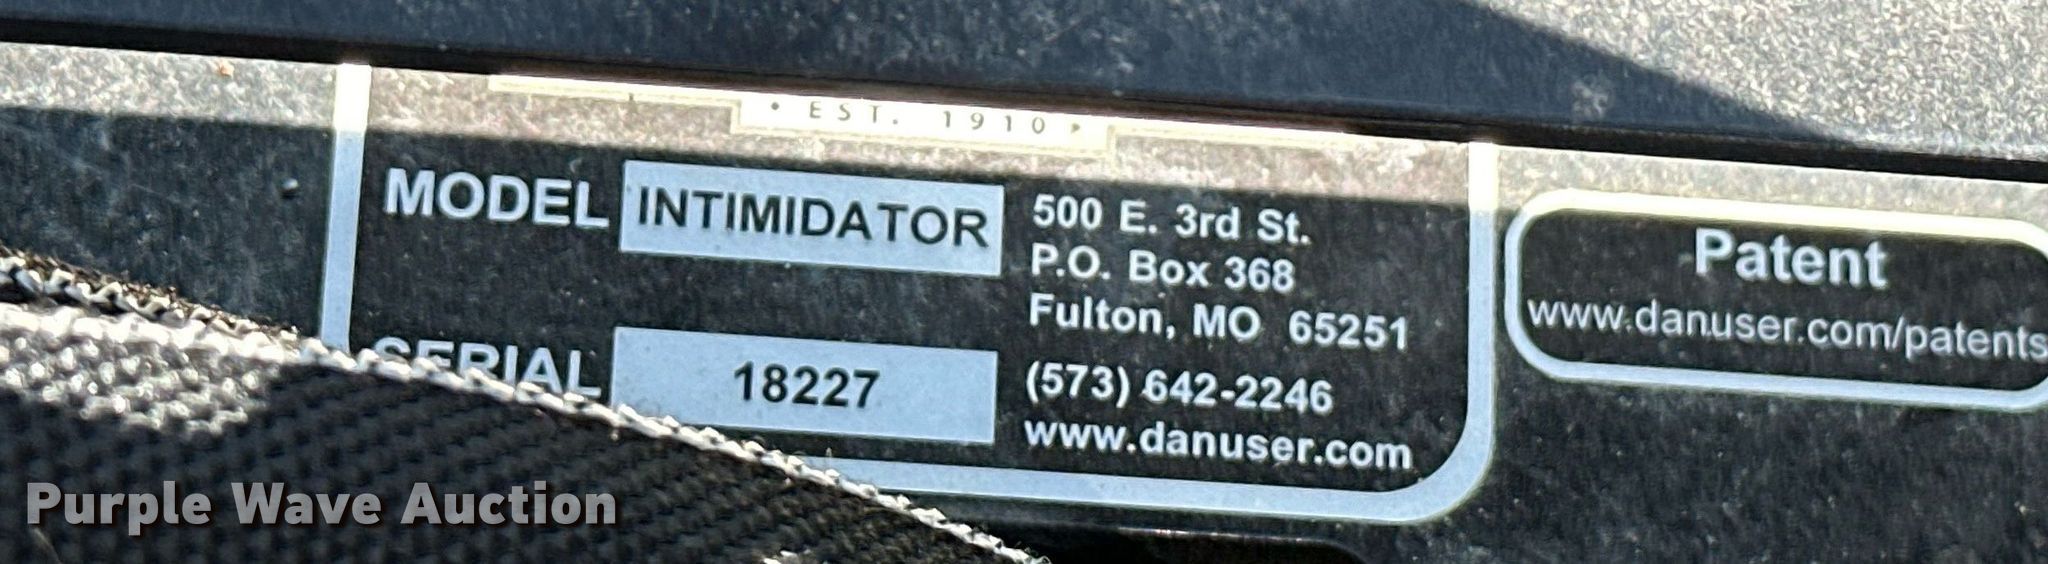 • EST. 1910 •
MODEL INTIMIDATOR
SERIAL 18227
500 E. 3rd St.
P.O. Box 368
Fulton, MO 65251
(573) 642-2246
www.danuser.com
Patent
www.danuser.com/patents
Purple Wave Auction